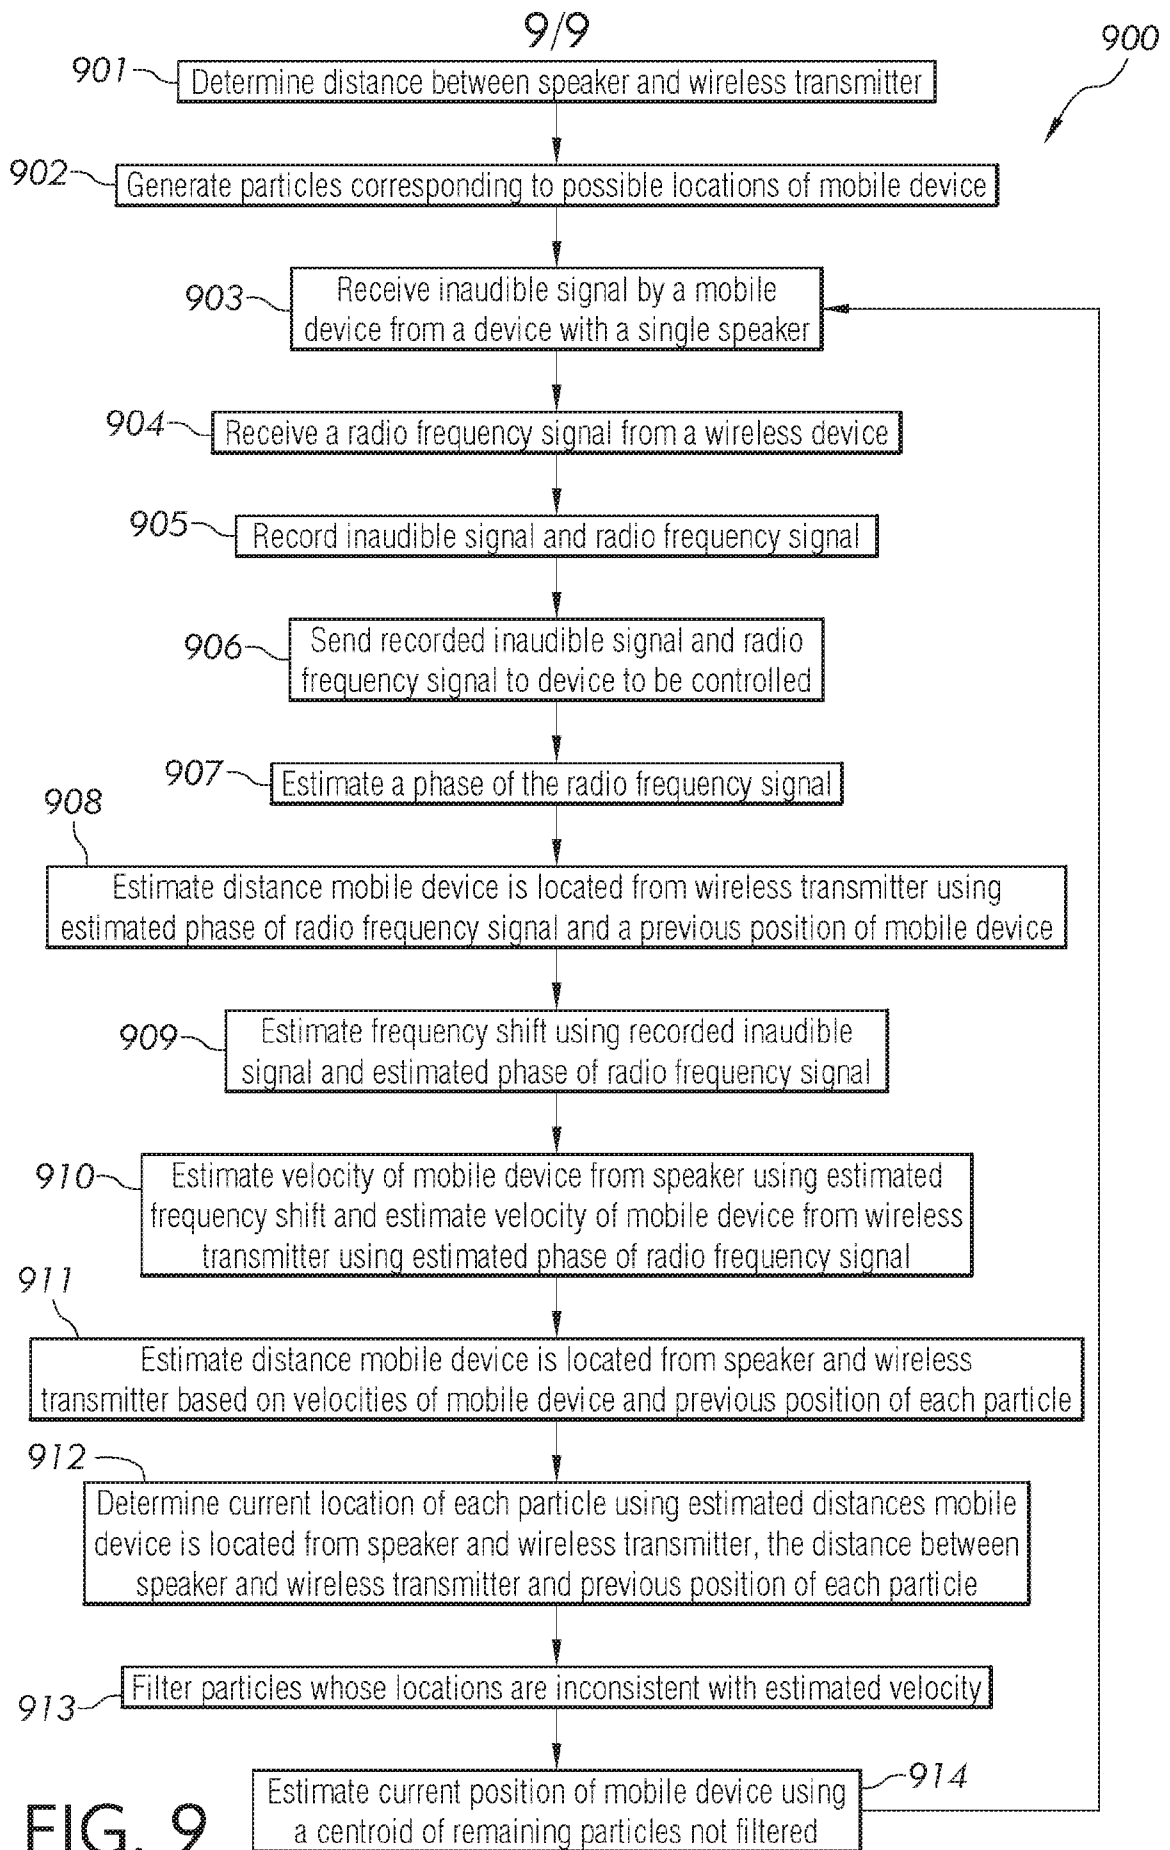 9/9
900
901
Determine distance between speaker and wireless transmitter
902
Generate particles corresponding to possible locations of mobile device
903
Receive inaudible signal by a mobile
device from a device with a single speaker
904
Receive a radio frequency signal from a wireless device
905
Record inaudible signal and radio frequency signal
906
Send recorded inaudible signal and radio
frequency signal to device to be controlled
907
Estimate a phase of the radio frequency signal
908
Estimate distance mobile device is located from wireless transmitter using
estimated phase of radio frequency signal and a previous position of mobile device
909
Estimate frequency shift using recorded inaudible
signal and estimated phase of radio frequency signal
910
Estimate velocity of mobile device from speaker using estimated
frequency shift and estimate velocity of mobile device from wireless
transmitter using estimated phase of radio frequency signal
911
Estimate distance mobile device is located from speaker and wireless
transmitter based on velocities of mobile device and previous position of each particle
912
Determine current location of each particle using estimated distances mobile
device is located from speaker and wireless transmitter, the distance between
speaker and wireless transmitter and previous position of each particle
913
Filter particles whose locations are inconsistent with estimated velocity
914
Estimate current position of mobile device using
a centroid of remaining particles not filtered
FIG. 9